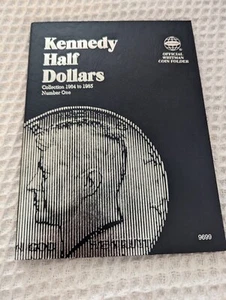 Kennedy
Half
Dollars
Collection 1964 to 1985
Number One
OFFICIAL
WHITMAN
COIN FOLDER
9699